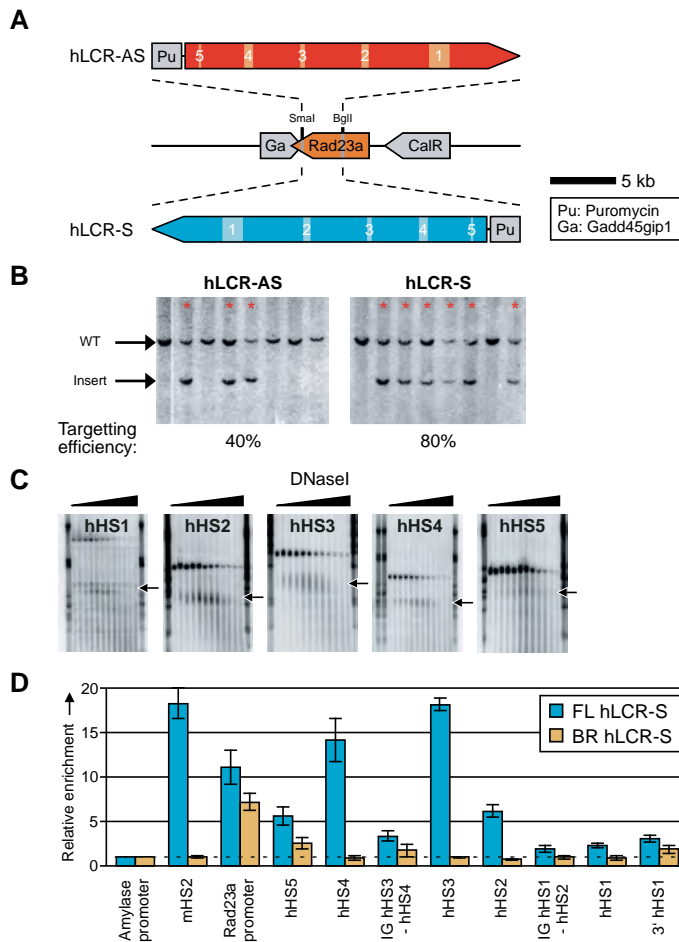 A
hLCR-AS
Pu
5 4 3 2 1
SmaI BglI
Ga Rad23a CalR
5 kb
Pu: Puromycin
Ga: Gadd45gip1
hLCR-S
1 2 3 4 5
Pu
B
hLCR-AS hLCR-S
* * * * * * * * *
WT
Insert
Targetting
efficiency:
40% 80%
C
DNaseI
hHS1 hHS2 hHS3 hHS4 hHS5
D
Relative enrichment
20
15
10
5
0
FL hLCR-S
BR hLCR-S
Amylase
promoter
mHS2
Rad23a
promoter
hHS5
hHS4
IG hHS3
- hHS4
hHS3
hHS2
IG hHS1
- hHS2
hHS1
3' hHS1